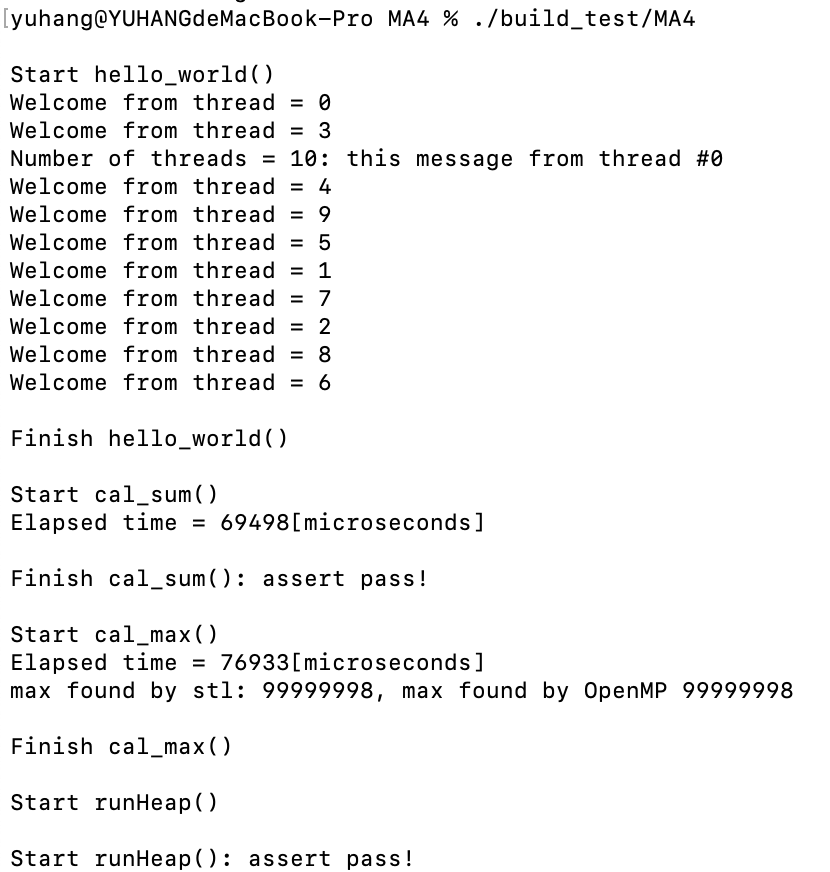 [yuhang@YUHANGdeMacBook-Pro MA4 % ./build_test/MA4
Start hello_world()
Welcome from thread = 0
Welcome from thread = 3
Number of threads = 10: this message from thread #0
Welcome from thread = 4
Welcome from thread = 9
Welcome from thread = 5
Welcome from thread = 1
Welcome from thread = 7
Welcome from thread = 2
Welcome from thread = 8
Welcome from thread = 6
Finish hello_world()
Start cal_sum()
Elapsed time = 69498[microseconds]
Finish cal_sum(): assert pass!
Start cal_max()
Elapsed time = 76933[microseconds]
max found by stl: 99999998, max found by OpenMP 99999998
Finish cal_max()
Start runHeap()
Start runHeap(): assert pass!